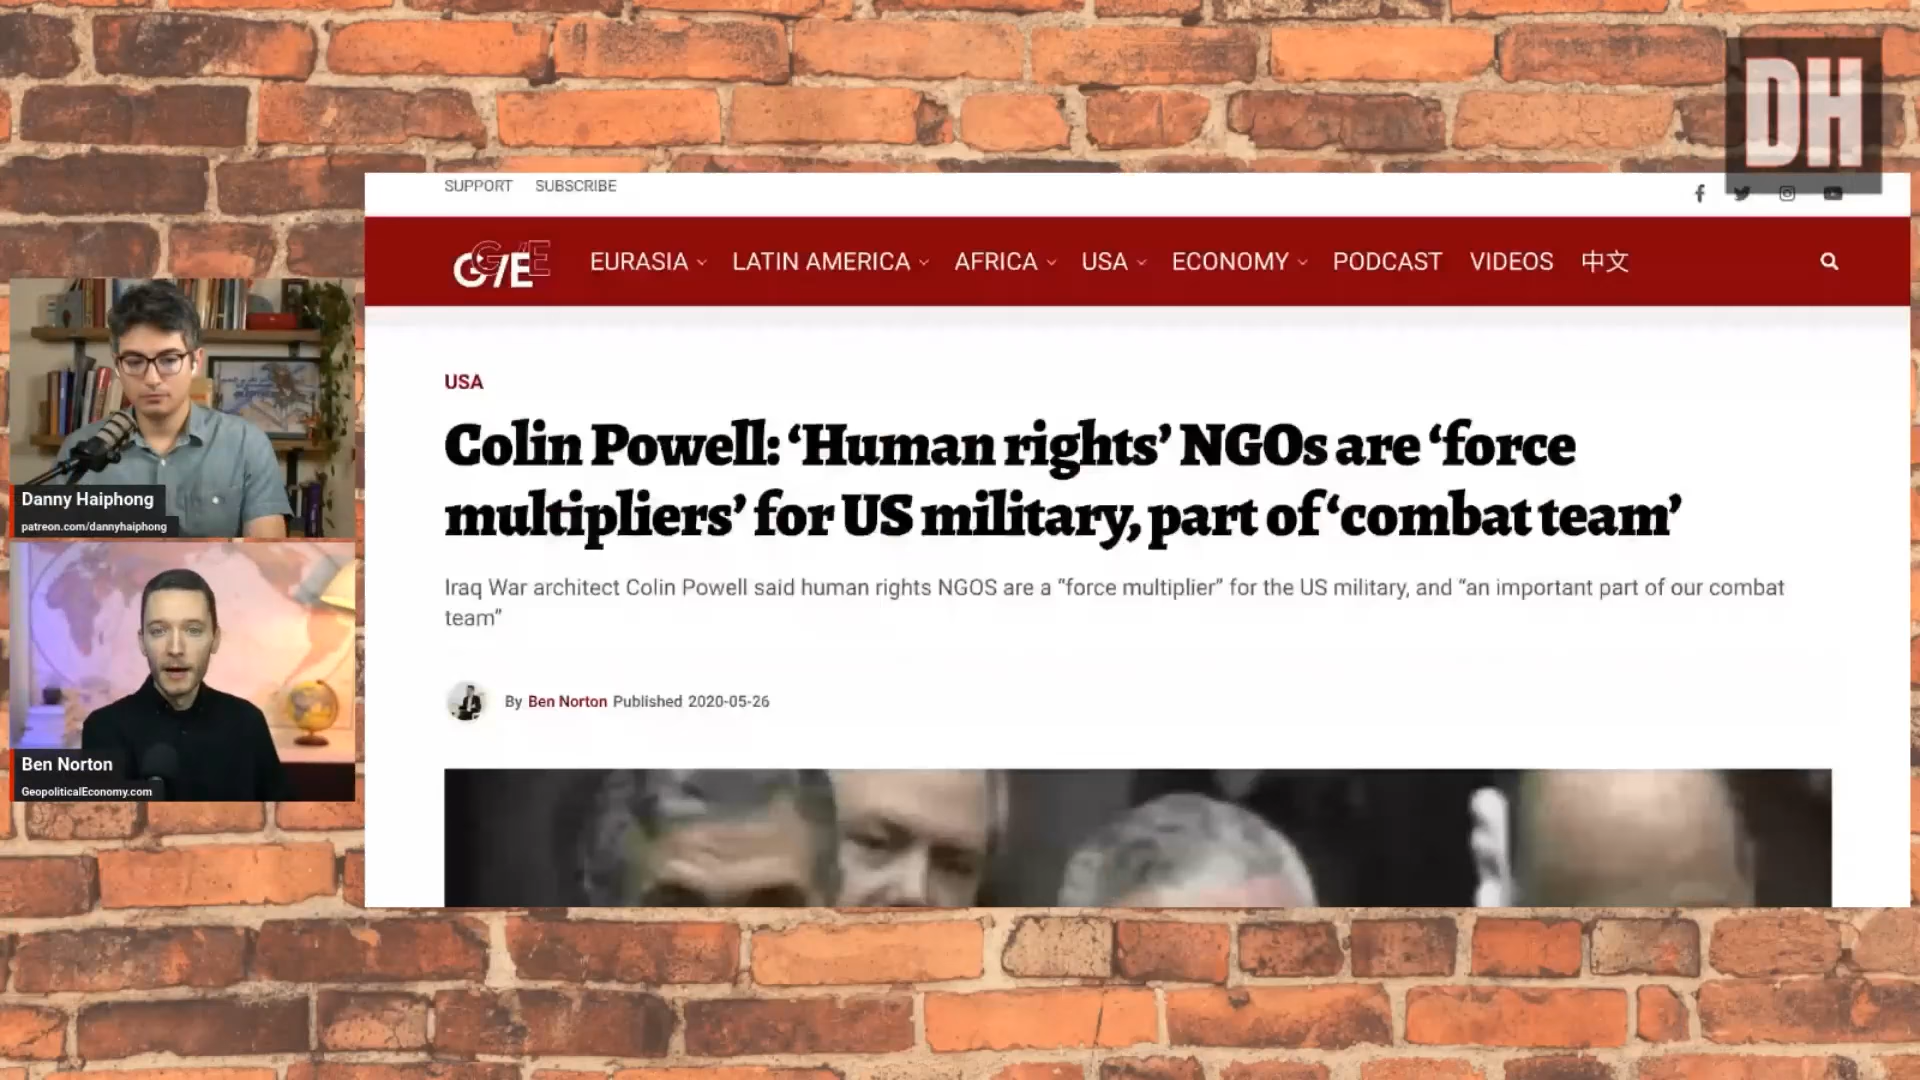 DH
SUPPORT SUBSCRIBE
G/E EURASIA LATIN AMERICA AFRICA USA ECONOMY PODCAST VIDEOS 中文
USA
Colin Powell: ‘Human rights’ NGOs are ‘force
multipliers’ for US military, part of ‘combat team’
Iraq War architect Colin Powell said human rights NGOS are a “force multiplier” for the US military, and “an important part of our combat
team”
By Ben Norton Published 2020-05-26
Danny Haiphong
patreon.com/dannyhaiphong
Ben Norton
GeopoliticalEconomy.com